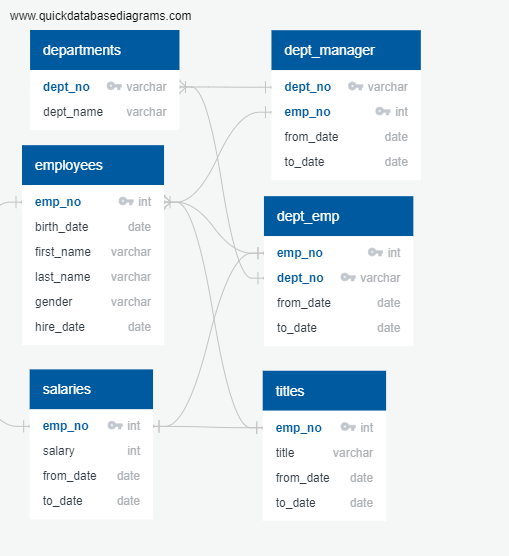 www.quickdatabasediagrams.com
departments
dept_no varchar
dept_name varchar
employees
emp_no int
birth_date date
first_name varchar
last_name varchar
gender varchar
hire_date date
salaries
emp_no int
salary int
from_date date
to_date date
dept_manager
dept_no varchar
emp_no int
from_date date
to_date date
dept_emp
emp_no int
dept_no varchar
from_date date
to_date date
titles
emp_no int
title varchar
from_date date
to_date date